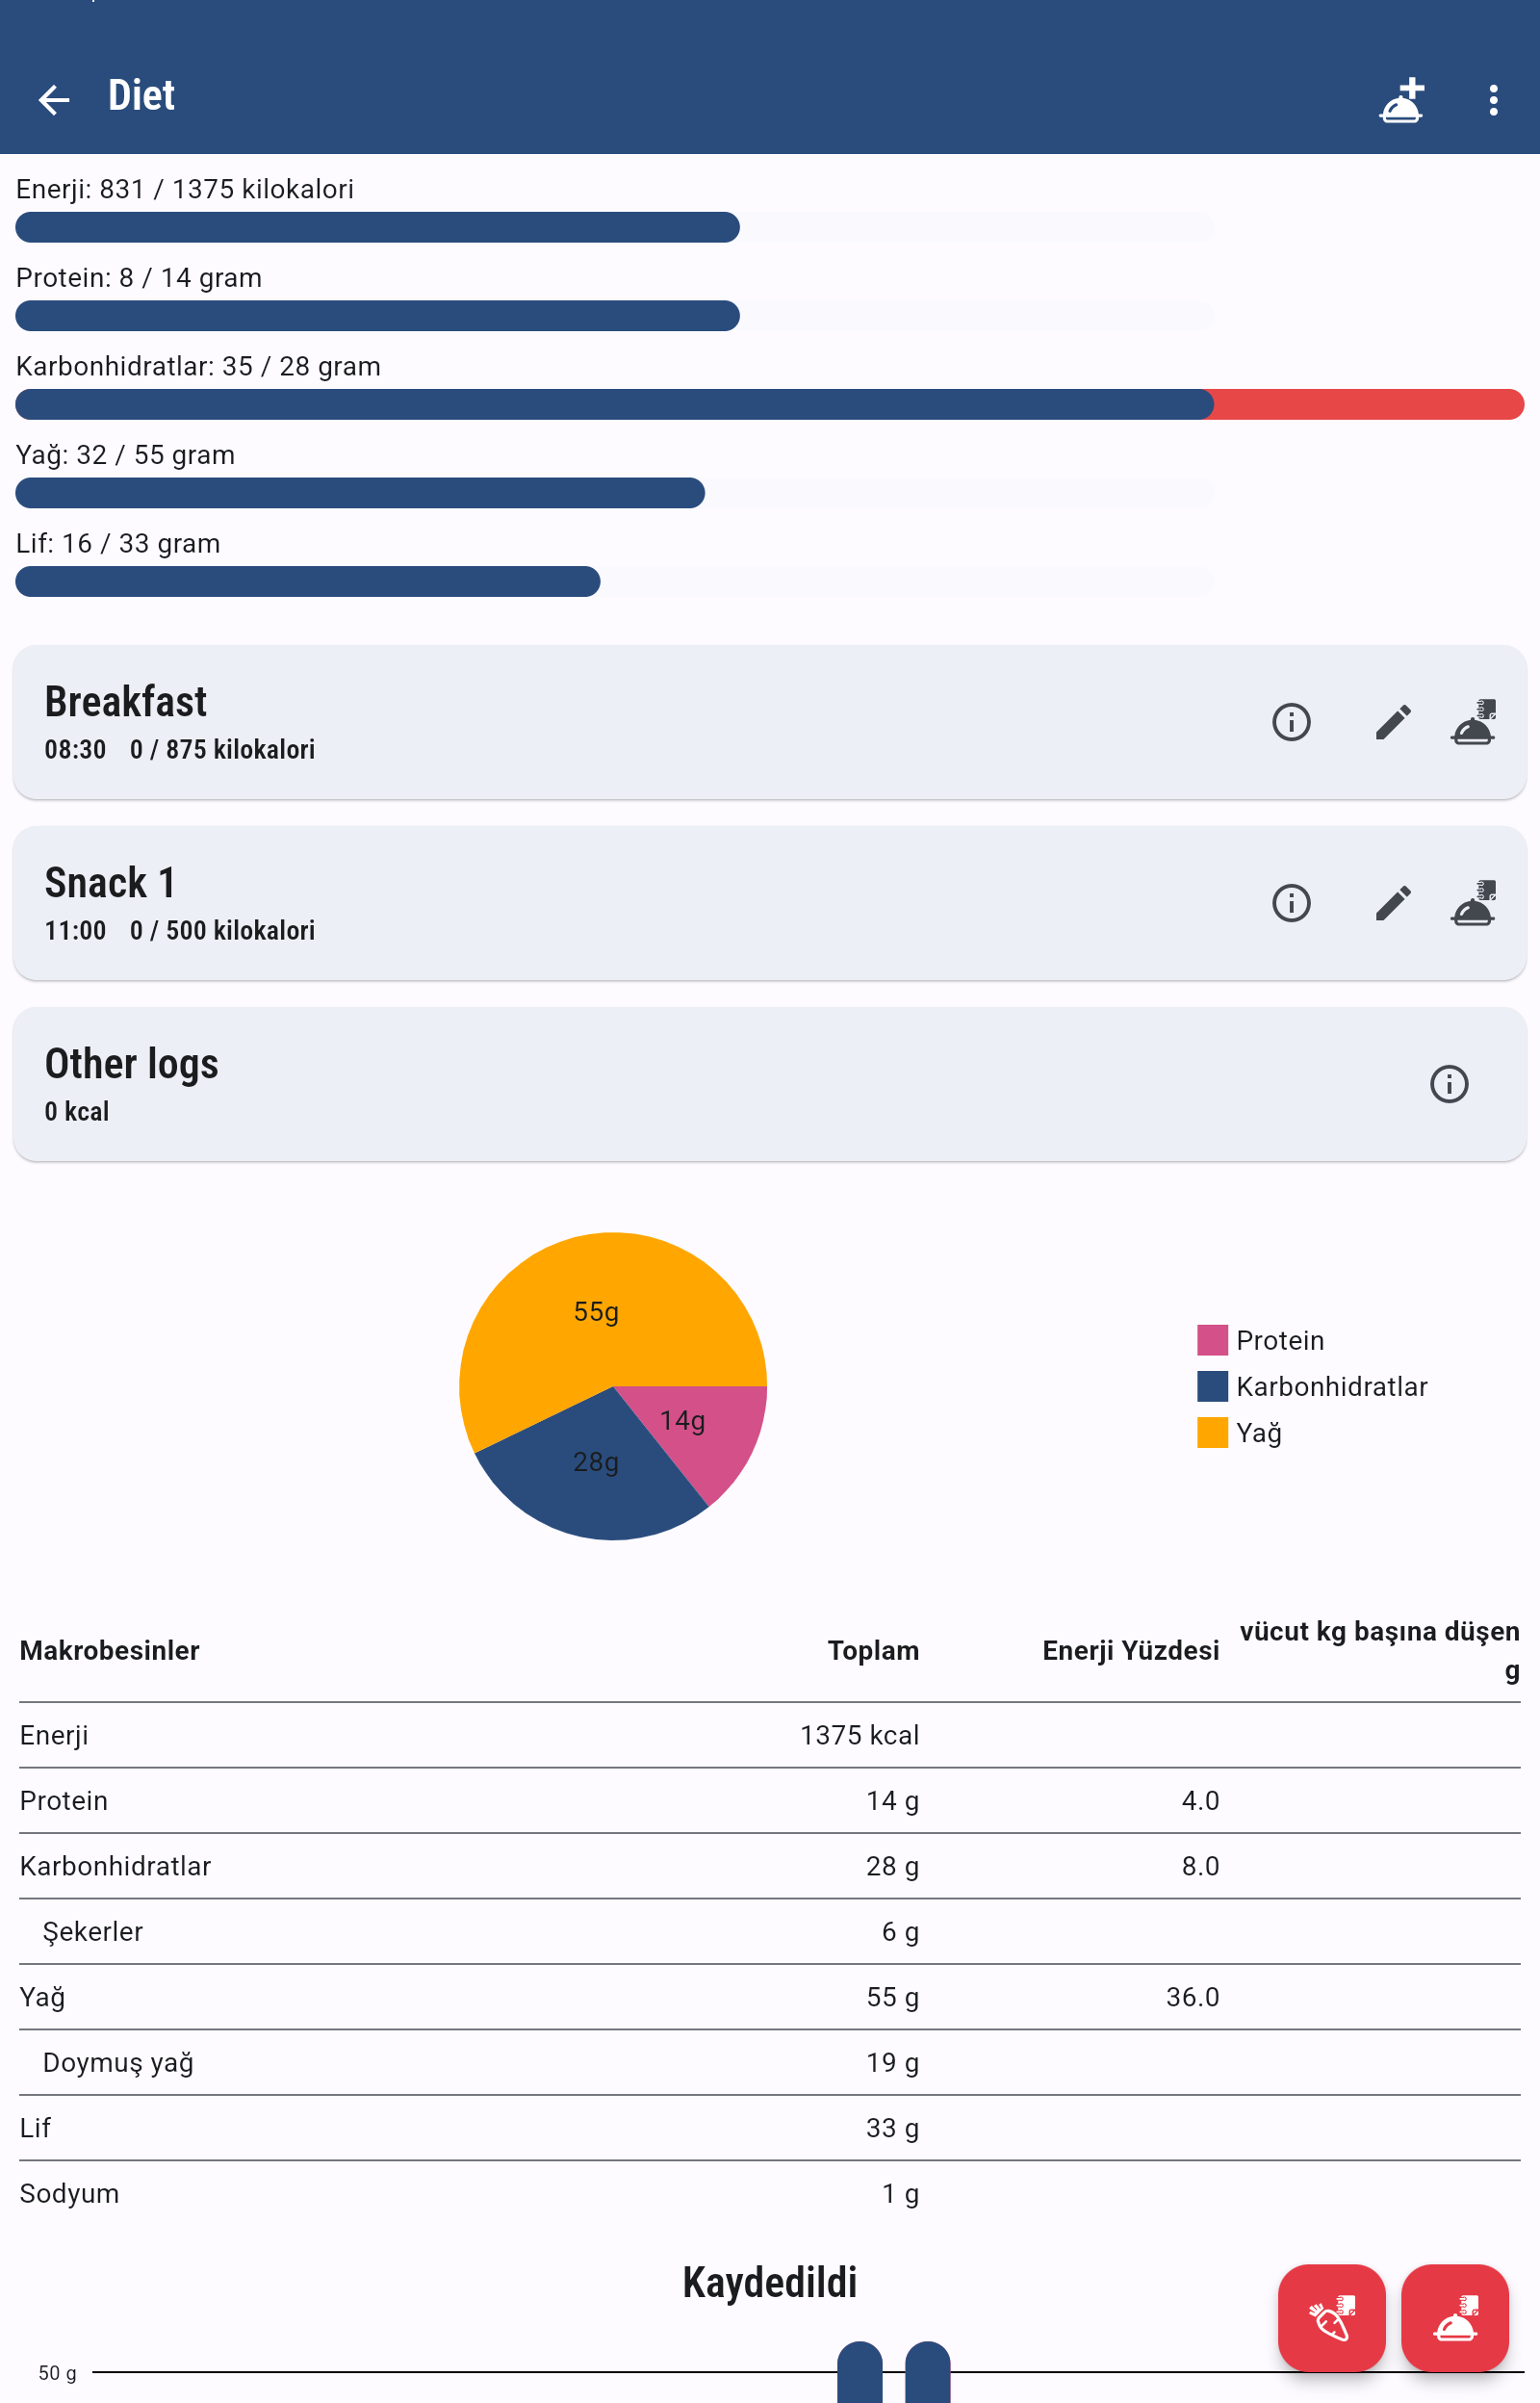 Diet
Enerji: 831 / 1375 kilokalori
Protein: 8 / 14 gram
Karbonhidratlar: 35 / 28 gram
Yağ: 32 / 55 gram
Lif: 16 / 33 gram
Breakfast
08:30 0 / 875 kilokalori
Snack 1
11:00 0 / 500 kilokalori
Other logs
0 kcal
55g
14g
28g
Protein
Karbonhidratlar
Yağ
Makrobesinler Toplam Enerji Yüzdesi vücut kg başına düşen
g
Enerji 1375 kcal
Protein 14 g 4.0
Karbonhidratlar 28 g 8.0
Şekerler 6 g
Yağ 55 g 36.0
Doymuş yağ 19 g
Lif 33 g
Sodyum 1 g
Kaydedildi
50 g